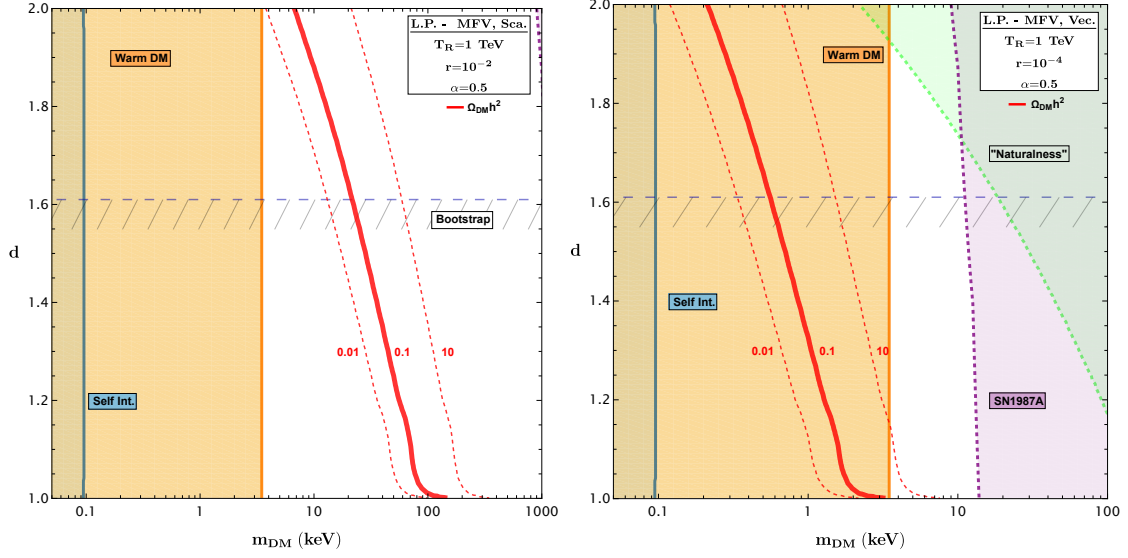 L.P. - MFV, Sca.
T_R=1 TeV
r=10^-2
α=0.5
Ω_DM h^2
Warm DM
Bootstrap
0.01
0.1
10
Self Int.
2.0
1.8
1.6
1.4
1.2
1.0
d
0.1
1
10
100
1000
m_DM (keV)
L.P. - MFV, Vec.
T_R=1 TeV
r=10^-4
α=0.5
Ω_DM h^2
Warm DM
"Naturalness"
Self Int.
0.01
0.1
10
SN1987A
2.0
1.8
1.6
1.4
1.2
1.0
d
0.1
1
10
100
m_DM (keV)